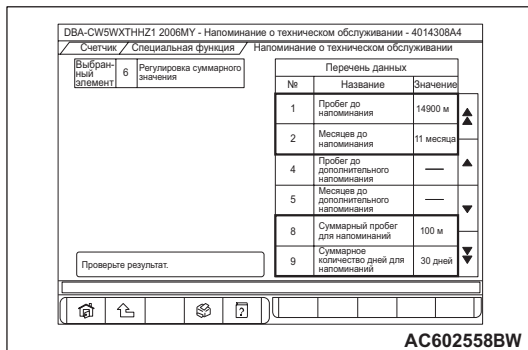 DBA-CW5WXTHHZ1 2006MY - Напоминание о техническом обслуживании - 4014308A4
Счетчик / Специальная функция / Напоминание о техническом обслуживании
Выбран-
ный
элемент
6
Регулировка суммарного
значения
Перечень данных
№ Название Значение
1
Пробег до
напоминания
14900 м
2
Месяцев до
напоминания
11 месяца
4
Пробег до
дополнительного
напоминания
—
5
Месяцев до
дополнительного
напоминания
—
8
Суммарный пробег
для напоминаний
100 м
9
Суммарное
количество дней для
напоминаний
30 дней
Проверьте результат.
?
AC602558BW